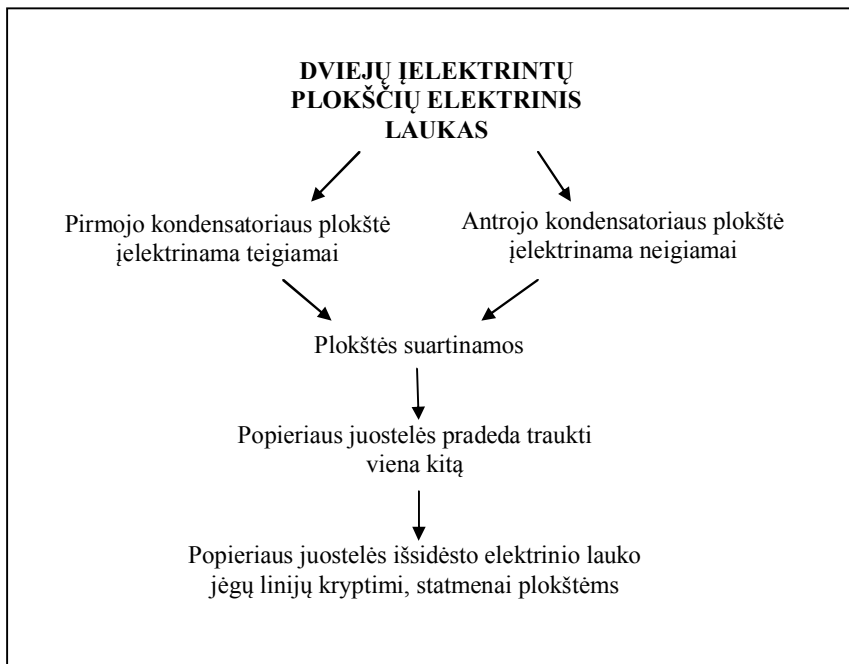 DVIEJŲ ĮELEKTRINTŲ
PLOKŠČIŲ ELEKTRINIS
LAUKAS
Pirmojo kondensatoriaus plokštė
įelektrinama teigiamai
Antrojo kondensatoriaus plokštė
įelektrinama neigiamai
Plokštės suartinamos
Popieriaus juostelės pradeda traukti
viena kitą
Popieriaus juostelės išsidėsto elektrinio lauko
jėgų linijų kryptimi, statmenai plokštėms